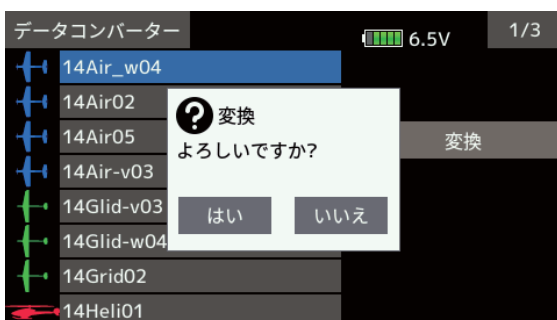 データコンバーター 6.5V 1/3
14Air_w04
14Air02
14Air05
14Air-v03
14Glid-v03
14Glid-w04
14Grid02
14Heli01
変換
変換
よろしいですか?
はい いいえ